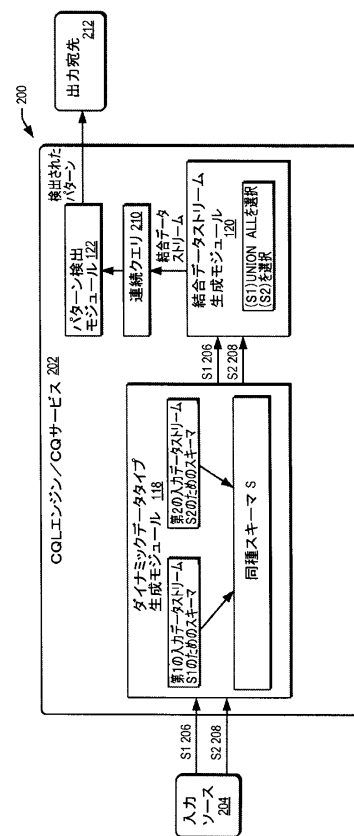 200
CQLエンジン/CQサービス 202
入力
ソース
204
S1 206
S2 208
ダイナミックデータタイプ
生成モジュール 118
第1の入力データストリーム
S1のためのスキーマ
第2の入力データストリーム
S2のためのスキーマ
同種スキーマ S
S1 206
S2 208
結合データストリーム
生成モジュール
120
(S1)UNION ALLを選択
(S2)を選択
結合データ
ストリーム
連続クエリ 210
パターン検出
モジュール 122
検出された
パターン
出力宛先
212